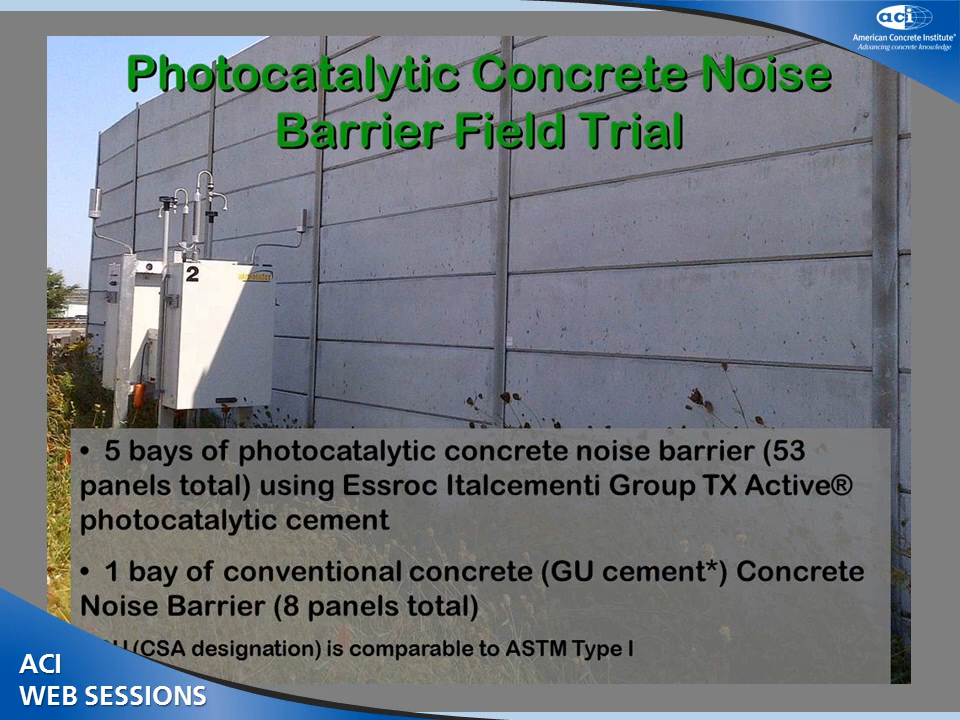 aci
American Concrete Institute®
Advancing concrete knowledge
Photocatalytic Concrete Noise
Barrier Field Trial
2
• 5 bays of photocatalytic concrete noise barrier (53
panels total) using Essroc Italcementi Group TX Active®
photocatalytic cement
• 1 bay of conventional concrete (GU cement*) Concrete
Noise Barrier (8 panels total)
(CSA designation) is comparable to ASTM Type I
ACI
WEB SESSIONS